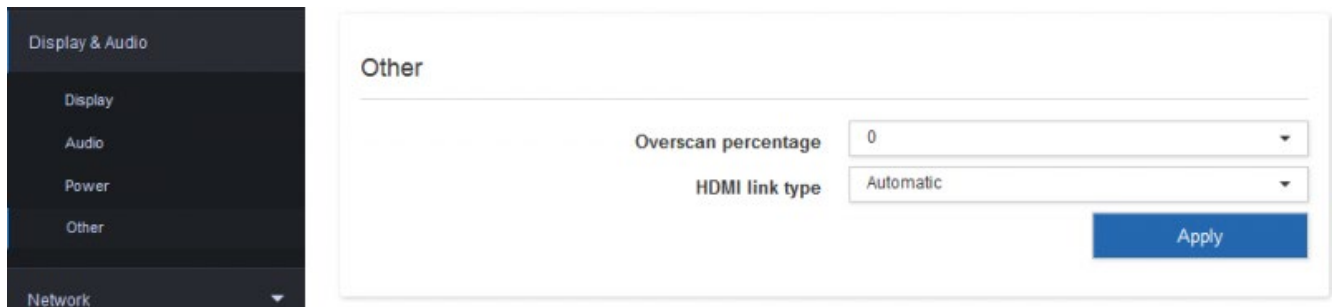 Display & Audio
Display
Audio
Power
Other
Network
Other
Overscan percentage 0
HDMI link type Automatic
Apply